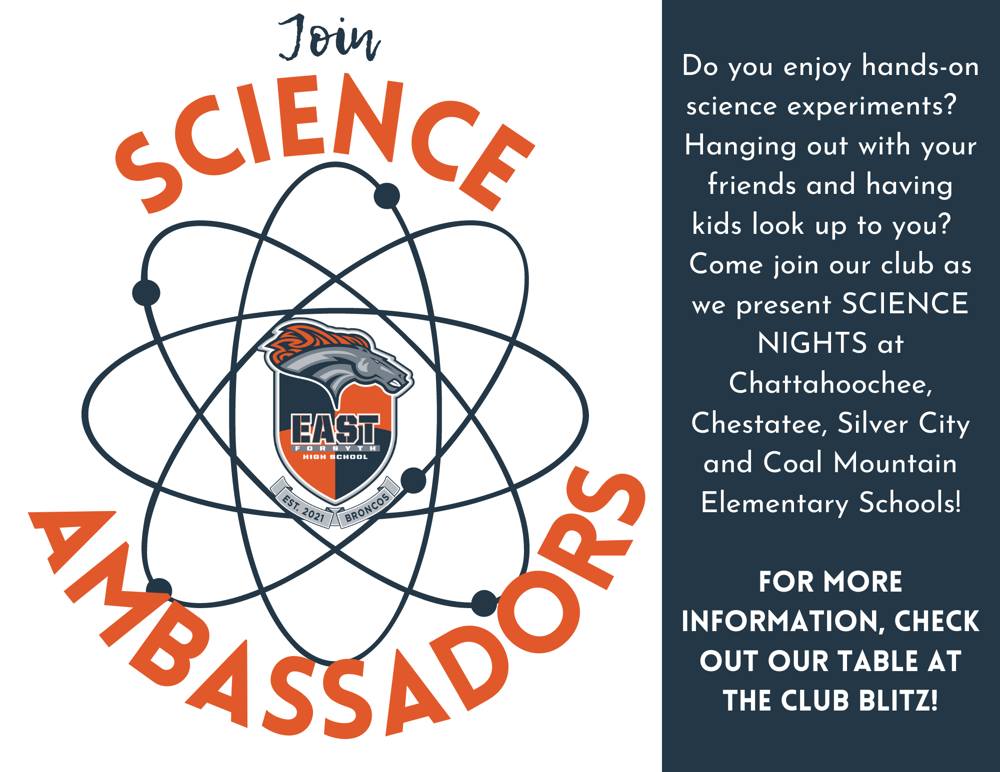 Join
SCIENCE
AMBASSADORS
EAST
FORSYTH
HIGH SCHOOL
EST. 2021
BRONCOS
Do you enjoy hands-on
science experiments?
Hanging out with your
friends and having
kids look up to you?
Come join our club as
we present SCIENCE
NIGHTS at
Chattahoochee,
Chestatee, Silver City
and Coal Mountain
Elementary Schools!
FOR MORE
INFORMATION, CHECK
OUT OUR TABLE AT
THE CLUB BLITZ!